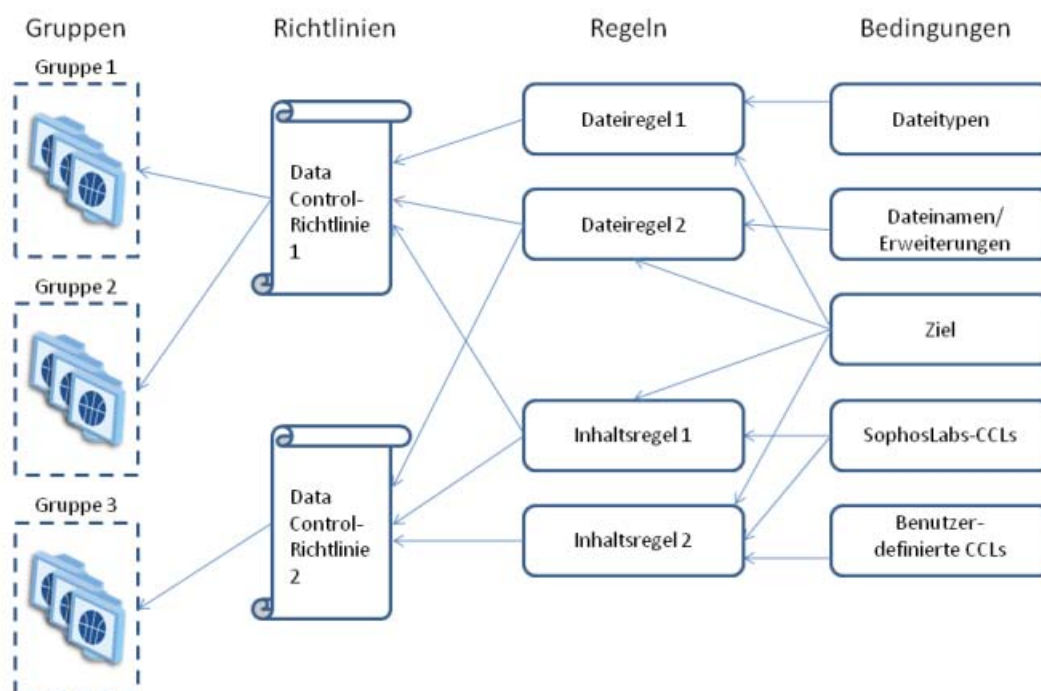 Gruppen
Richtlinien
Regeln
Bedingungen
Gruppe 1
Gruppe 2
Gruppe 3
Data
Control-
Richtlinie
1
Data
Control-
Richtlinie
2
Dateiregel 1
Dateiregel 2
Inhaltsregel 1
Inhaltsregel 2
Dateitypen
Dateinamen/
Erweiterungen
Ziel
SophosLabs-CCLs
Benutzer-
definierte CCLs